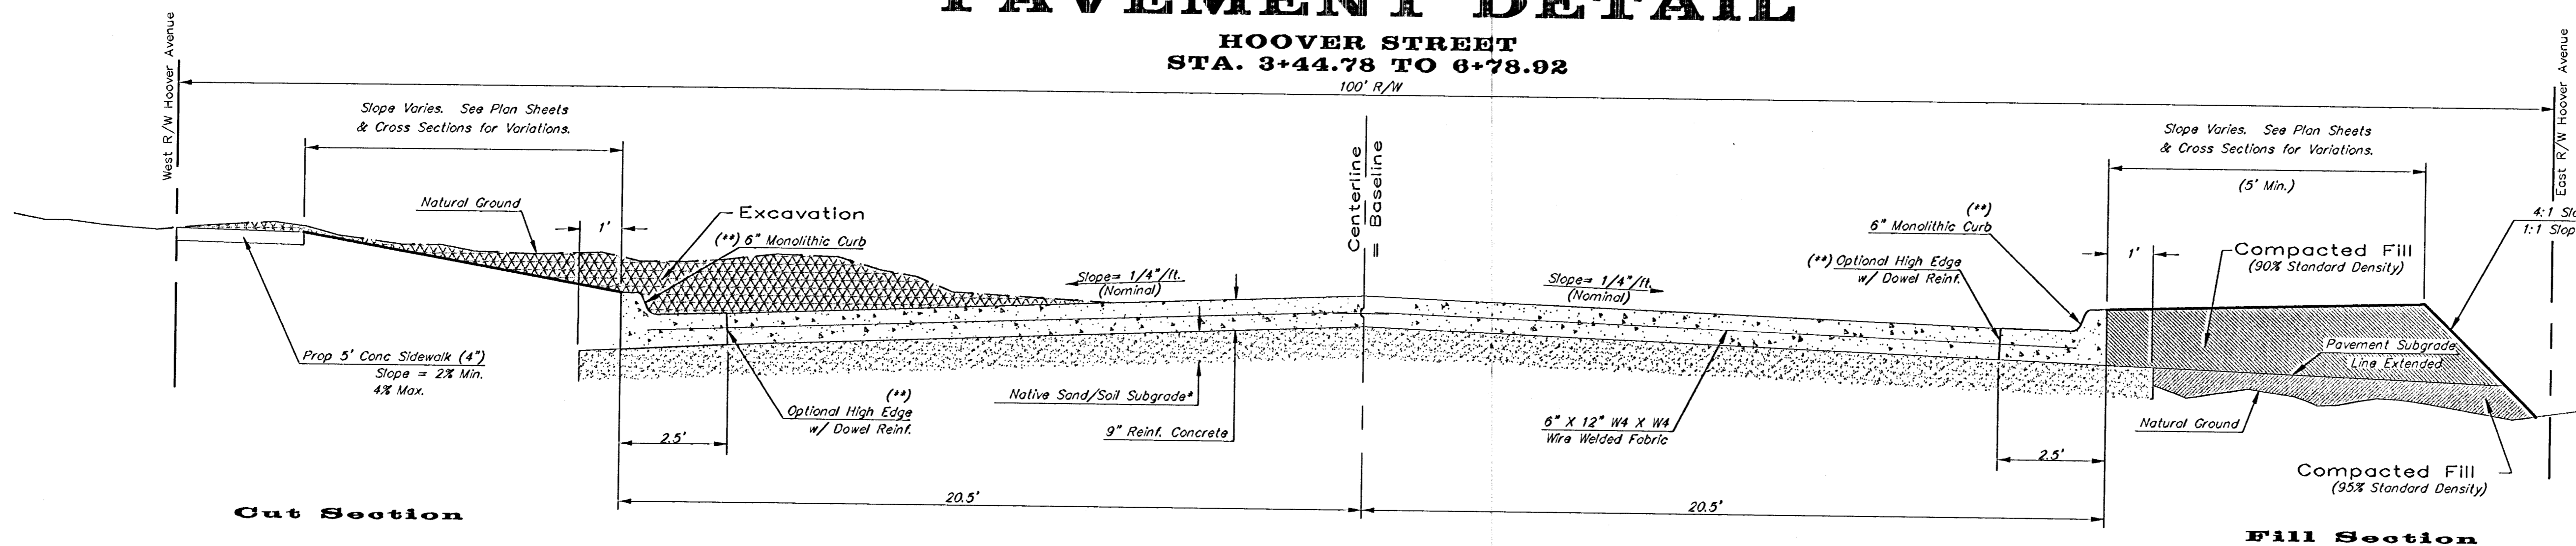 PAVEMENT DETAIL
HOOVER STREET
STA. 3+44.78 TO 6+78.92
100' R/W
West R/W Hoover Avenue
East R/W Hoover Avenue
Slope Varies. See Plan Sheets
& Cross Sections for Variations.
Slope Varies. See Plan Sheets
& Cross Sections for Variations.
(5' Min.)
Centerline
= Baseline
Natural Ground
1'
Excavation
(**) 6" Monolithic Curb
Slope= 1/4"/ft.
(Nominal)
Slope= 1/4"/ft.
(Nominal)
(**)
6" Monolithic Curb
(**) Optional High Edge
w/ Dowel Reinf.
1'
Compacted Fill
(90% Standard Density)
4:1
1:1
Pavement Subgrade
Line Extended
Prop 5' Conc Sidewalk (4")
Slope = 2% Min.
4% Max.
(**)
Optional High Edge
w/ Dowel Reinf.
Native Sand/Soil Subgrade*
9" Reinf. Concrete
6" X 12" W4 X W4
Wire Welded Fabric
Natural Ground
2.5'
2.5'
Compacted Fill
(95% Standard Density)
20.5'
20.5'
Cut Section
Fill Section